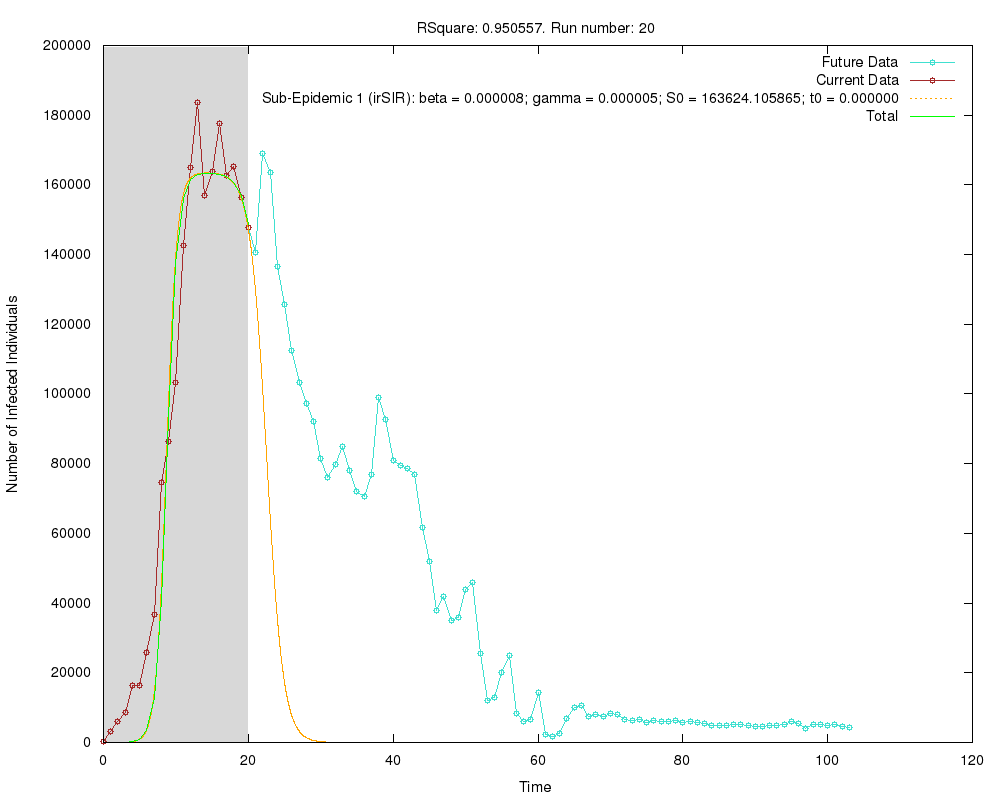 RSquare: 0.950557. Run number: 20
200000
180000
160000
140000
120000
100000
80000
60000
40000
20000
0
Number of Infected Individuals
Future Data
Current Data
Sub-Epidemic 1 (irSIR): beta = 0.000008; gamma = 0.000005; S0 = 163624.105865; t0 = 0.000000
Total
0 20 40 60 80 100 120
Time